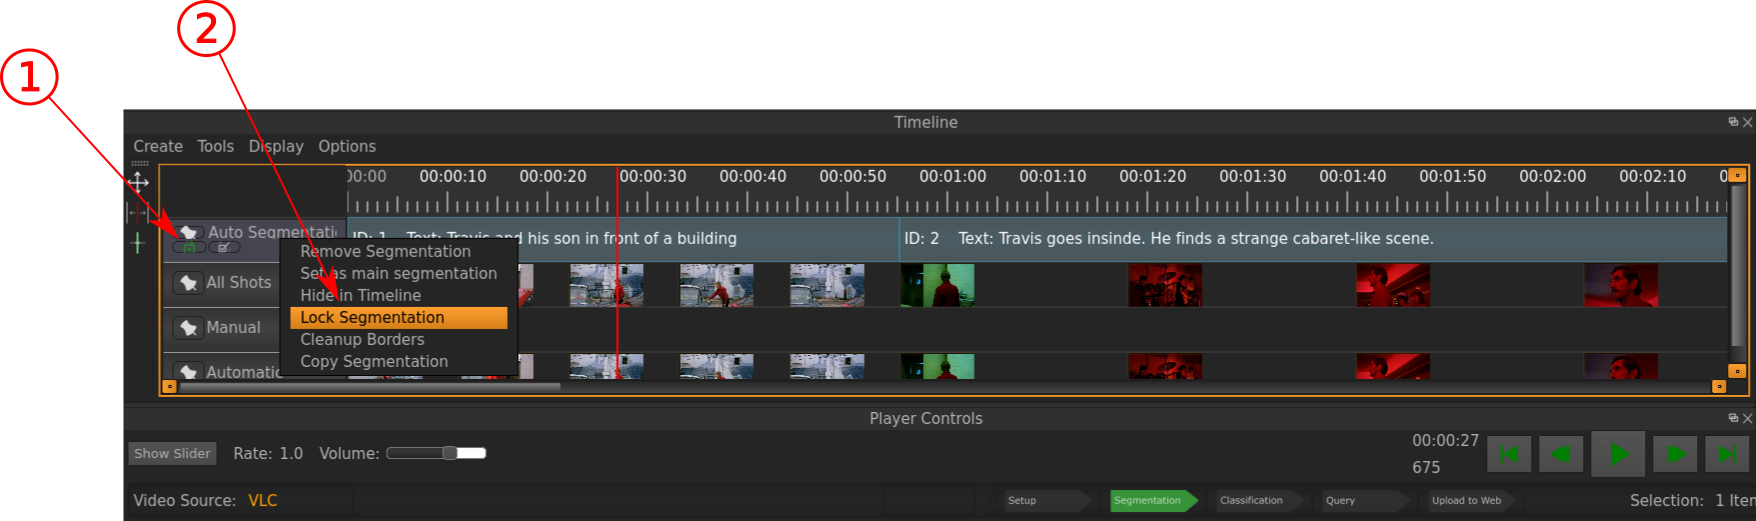 2
1
Timeline
Create Tools Display Options
00:00 00:00:10 00:00:20 00:00:30 00:00:40 00:00:50 00:01:00 00:01:10 00:01:20 00:01:30 00:01:40 00:01:50 00:02:00 00:02:10 0
Auto Segmentati
ID: 1 Text: Travis and his son in front of a building
ID: 2 Text: Travis goes insinde. He finds a strange cabaret-like scene.
Remove Segmentation
Set as main segmentation
All Shots
Hide in Timeline
Lock Segmentation
Manual
Cleanup Borders
Copy Segmentation
Automatic
Player Controls
Show Slider Rate: 1.0 Volume:
00:00:27
675
Video Source: VLC
Setup Segmentation Classification Query Upload to Web
Selection: 1 Iter